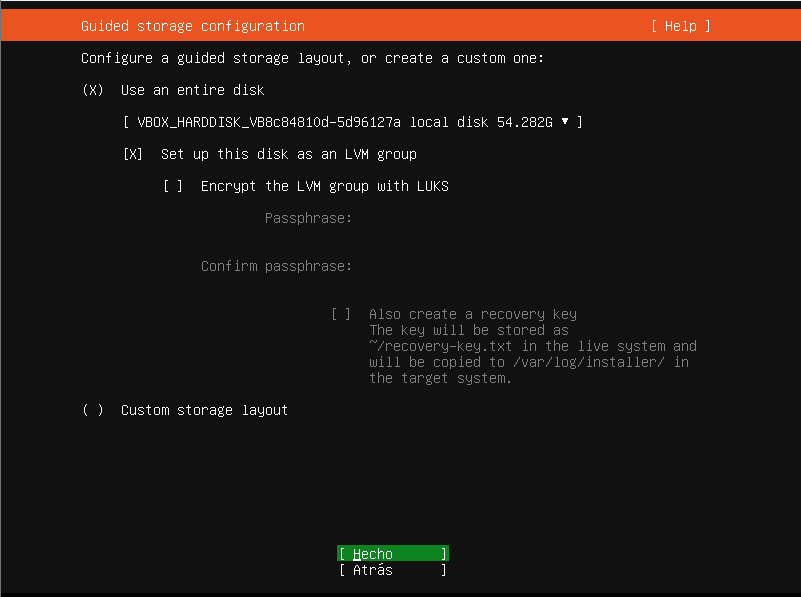 Guided storage configuration [ Help ]
Configure a guided storage layout, or create a custom one:
(X) Use an entire disk
[ VBOX_HARDDISK_VB8c84810d-5d96127a local disk 54.282G ▾ ]
[X] Set up this disk as an LVM group
[ ] Encrypt the LVM group with LUKS
Passphrase:
Confirm passphrase:
[ ] Also create a recovery key
The key will be stored as
~/recovery-key.txt in the live system and
will be copied to /var/log/installer/ in
the target system.
( ) Custom storage layout
[ Hecho ]
[ Atrás ]